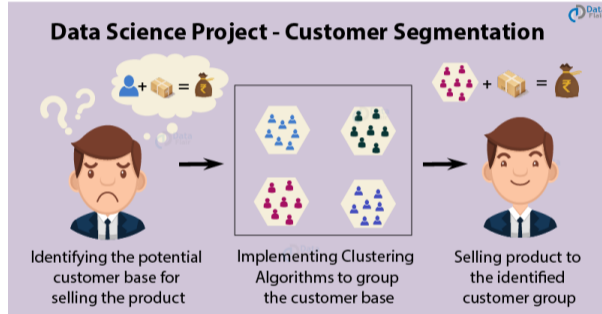 Data
Data Science Project - Customer Segmentation
? ? ?
+ =
₹
+ =
₹
Identifying the potential
customer base for
selling the product
Implementing Clustering
Algorithms to group
the customer base
Selling product to
the identified
customer group